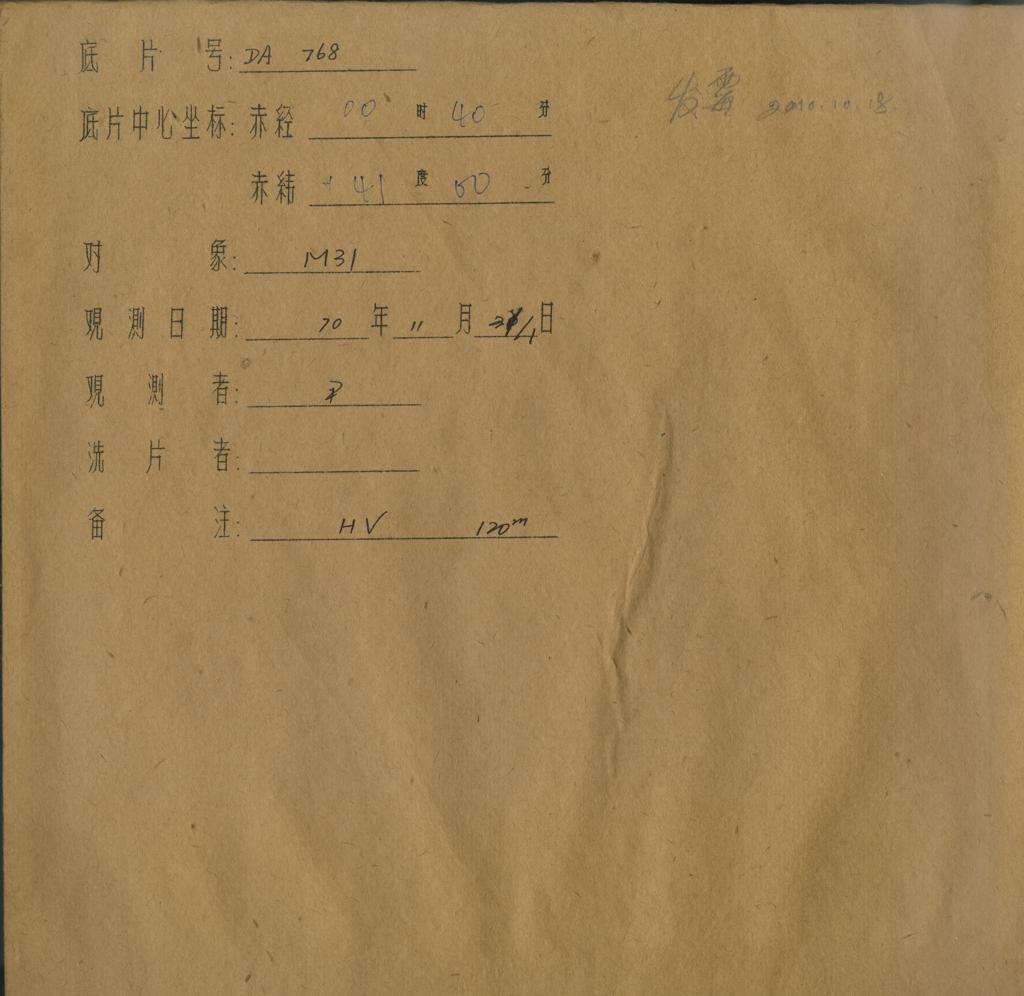 底片号: DA 768
发霉 2010.10.18.
底片中心坐标: 赤经 00 时 40 分
赤纬 +41 度 00 分
对象: M31
观测日期: 70 年 11 月 日
观测者:
洗片者:
备注: HV 120m